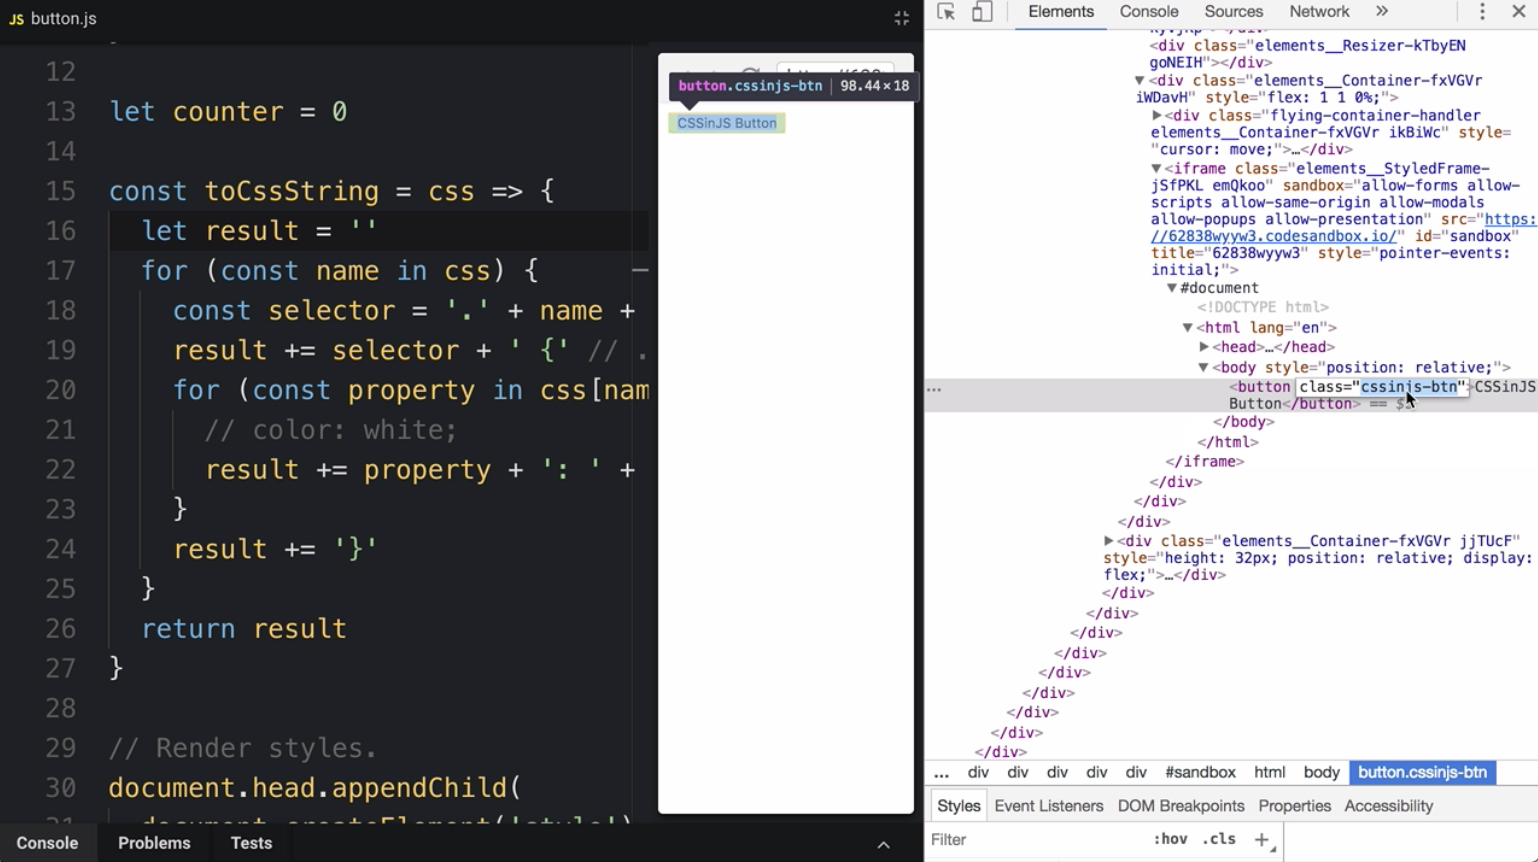 JS button.js
12
13 let counter = 0
14
15 const toCssString = css => {
16 let result = ''
17 for (const name in css) {
18 const selector = '.' + name +
19 result += selector + ' {' // .
20 for (const property in css[nam
21 // color: white;
22 result += property + ': ' +
23 }
24 result += '}'
25 }
26 return result
27 }
28
29 // Render styles.
30 document.head.appendChild(
31 document.createElement('style')
Console Problems Tests
button.cssinjs-btn 98.44×18
CSSinJS Button
Elements Console Sources Network »
<div class="elements__Resizer-kTbyEN
goNEIH"></div>
▼<div class="elements__Container-fxVGVr
iWDavH" style="flex: 1 1 0%;">
▶<div class="flying-container-handler
elements__Container-fxVGVr ikBiWc" style=
"cursor: move;">…</div>
▼<iframe class="elements__StyledFrame-
jSfPKL emQkoo" sandbox="allow-forms allow-
scripts allow-same-origin allow-modals
allow-popups allow-presentation" src="https:
//62838wyyw3.codesandbox.io/" id="sandbox"
title="62838wyyw3" style="pointer-events:
initial;">
▼#document
<!DOCTYPE html>
▼<html lang="en">
▶<head>…</head>
▼<body style="position: relative;">
… <button class="cssinjs-btn">CSSinJS
Button</button> == $
</body>
</html>
</iframe>
</div>
</div>
</div>
▶<div class="elements__Container-fxVGVr jjTUcF"
style="height: 32px; position: relative; display:
flex;">…</div>
</div>
</div>
</div>
</div>
</div>
</div>
</div>
</div>
</div>
… div div div div div #sandbox html body button.cssinjs-btn
Styles Event Listeners DOM Breakpoints Properties Accessibility
Filter :hov .cls +